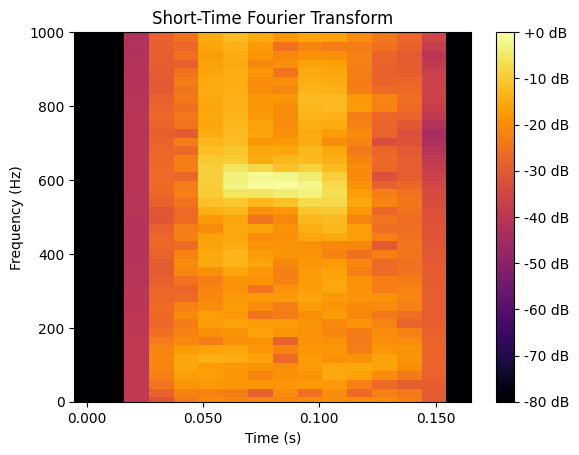 Short-Time Fourier Transform
1000
800
600
400
200
0
Frequency (Hz)
0.000
0.050
0.100
0.150
Time (s)
+0 dB
-10 dB
-20 dB
-30 dB
-40 dB
-50 dB
-60 dB
-70 dB
-80 dB